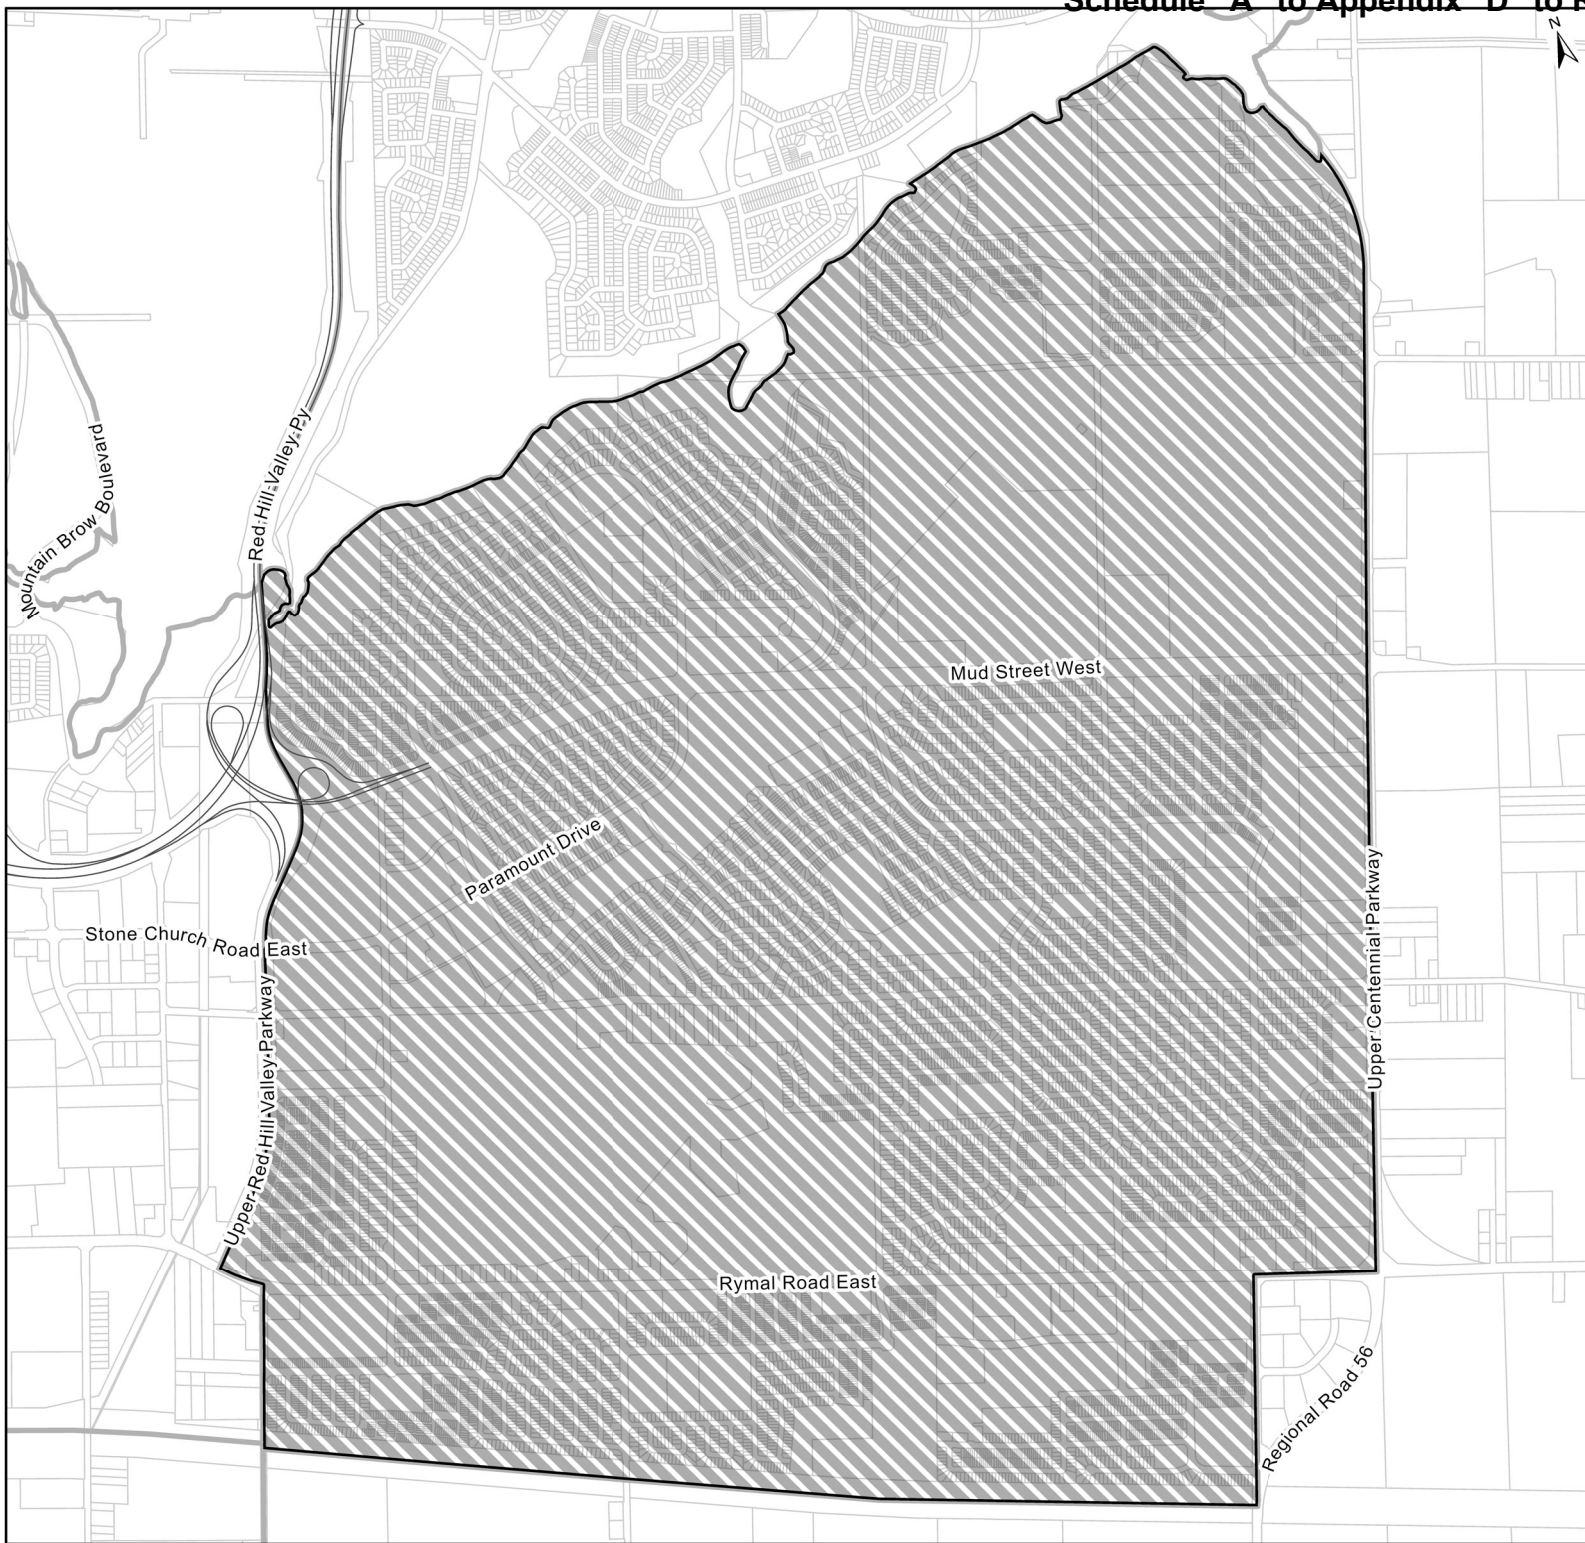 Schedule "A" to Appendix "D" to R
N
Mountain Brow Boulevard
Red Hill Valley Py
Mud Street West
Paramount Drive
Stone Church Road East
Upper Centennial Parkway
Upper Red Hill Valley Parkway
Rymal Road East
Regional Road 56